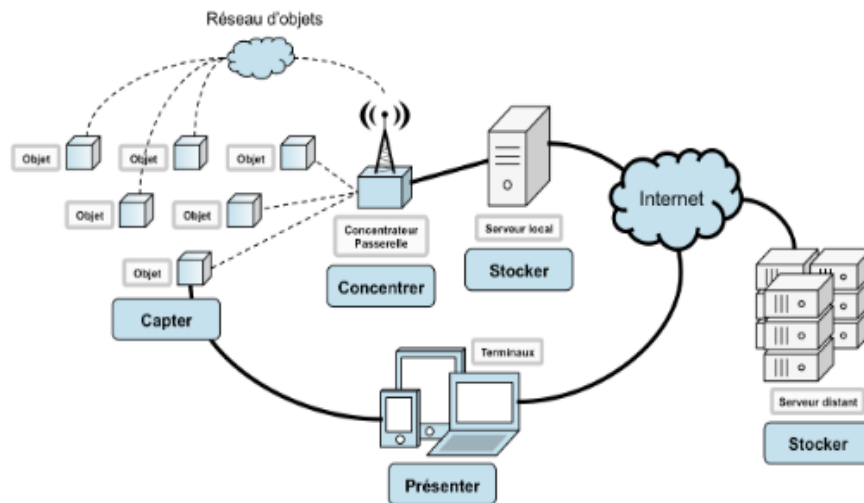 Réseau d'objets
Objet
Objet
Objet
Objet
Objet
Objet
Concentrateur
Passerelle
Concentrer
Serveur local
Stocker
Internet
Capter
Terminaux
Présenter
Serveur distant
Stocker